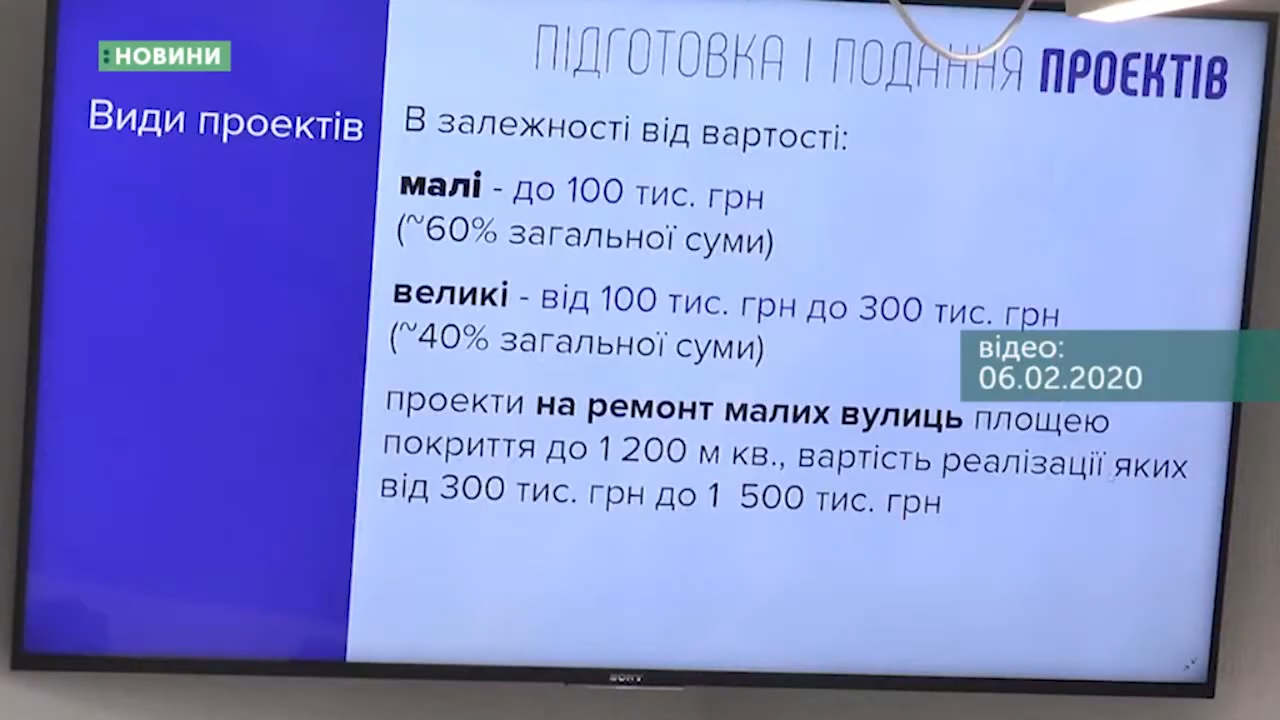 :НОВИНИ
ПІДГОТОВКА І ПОДАННЯ ПРОЄКТІВ
Види проектів
В залежності від вартості:
малі - до 100 тис. грн
(~60% загальної суми)
великі - від 100 тис. грн до 300 тис. грн
(~40% загальної суми)
проекти на ремонт малих вулиць площею
покриття до 1 200 м кв., вартість реалізації яких
від 300 тис. грн до 1 500 тис. грн
відео:
06.02.2020
SONY